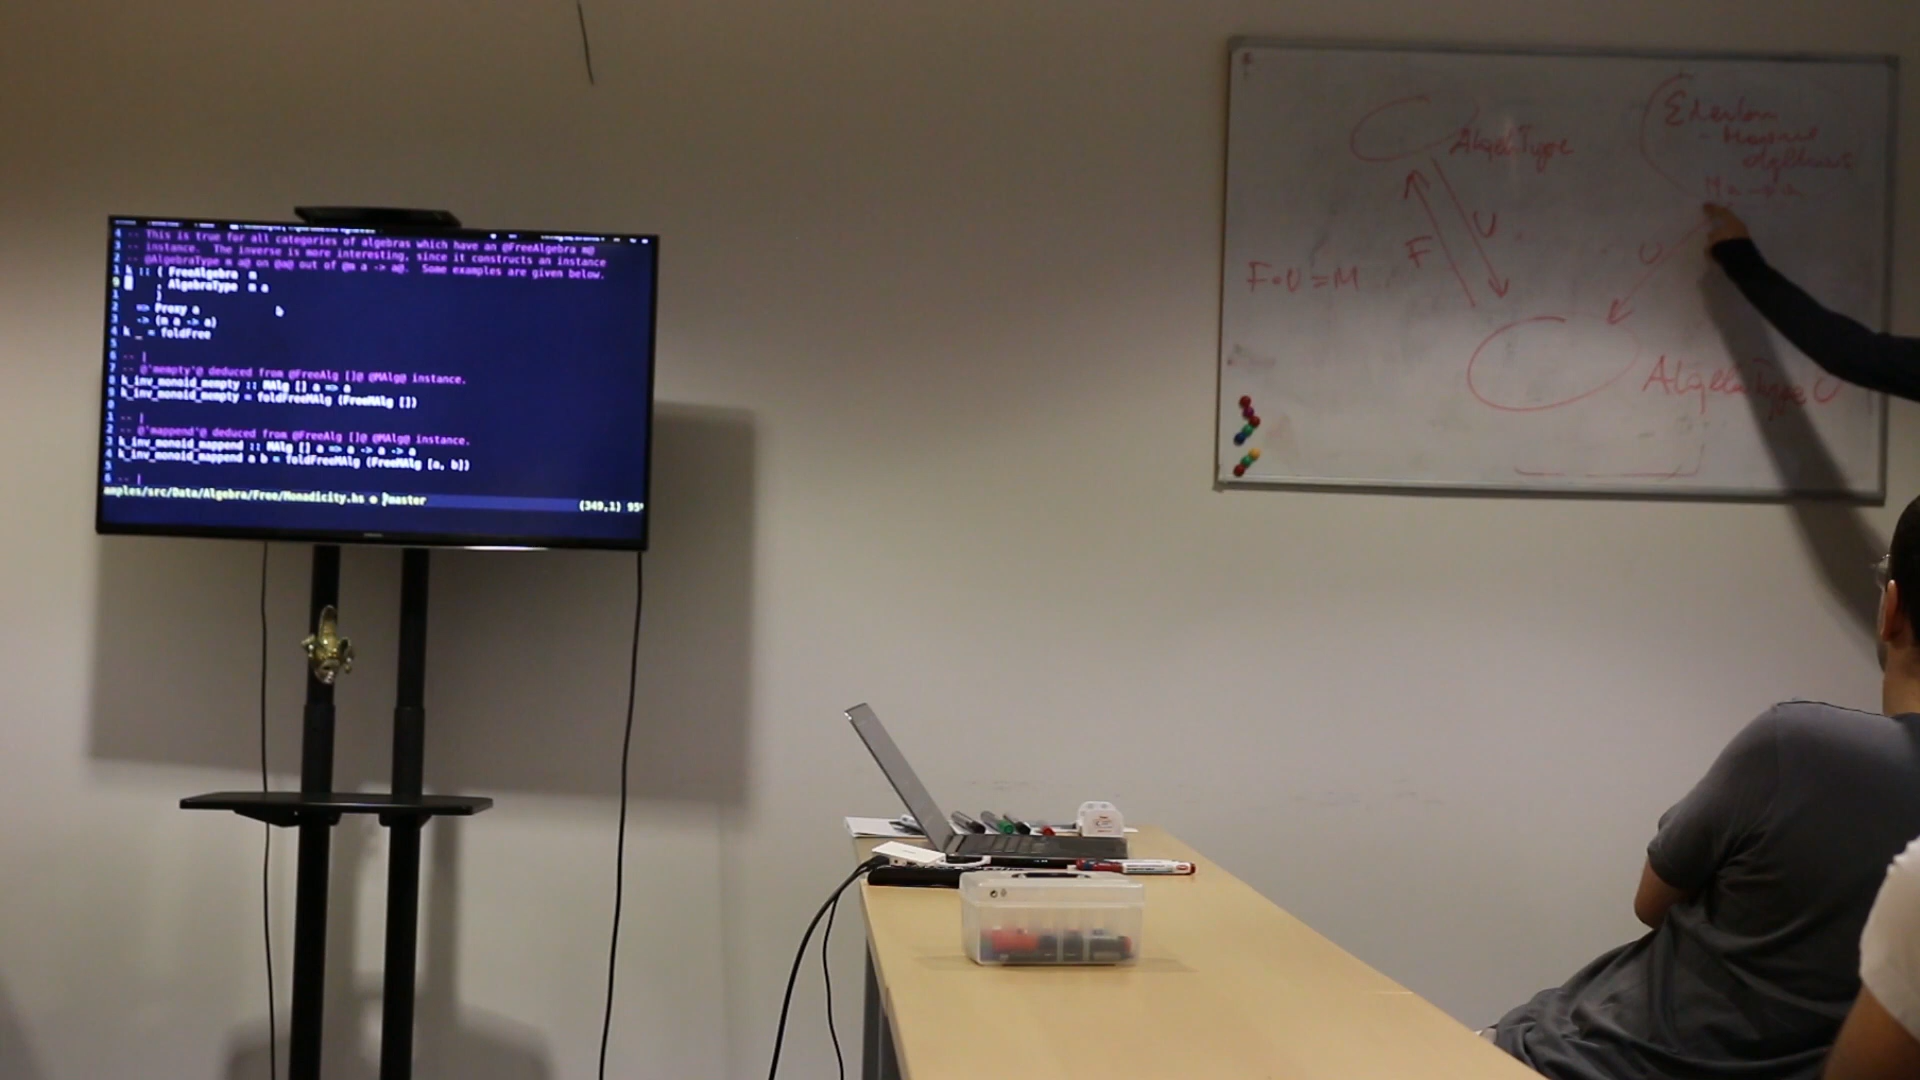 -- This is true for all categories of algebras which have an @FreeAlgebra m@
-- instance. The inverse is more interesting, since it constructs an instance
-- @AlgebraType m a@ on @a@ out of @m a -> a@. Some examples are given below.
k :: ( FreeAlgebra m
, AlgebraType m a
)
=> Proxy a
-> (m a -> a)
k _ = foldFree
-- |
-- @'mempty'@ deduced from @FreeAlg []@ @MAlg@ instance.
k_inv_monoid_mempty :: MAlg [] a => a
k_inv_monoid_mempty = foldFreeMAlg (FreeMAlg [])
-- |
-- @'mappend'@ deduced from @FreeAlg []@ @MAlg@ instance.
k_inv_monoid_mappend :: MAlg [] a => a -> a -> a
k_inv_monoid_mappend a b = foldFreeMAlg (FreeMAlg [a, b])
-- |
amples/src/Data/Algebra/Free/Monadicity.hs master (349,1) 95%
AlgebraType
F
U
F∘U = M
U
AlgebraType0